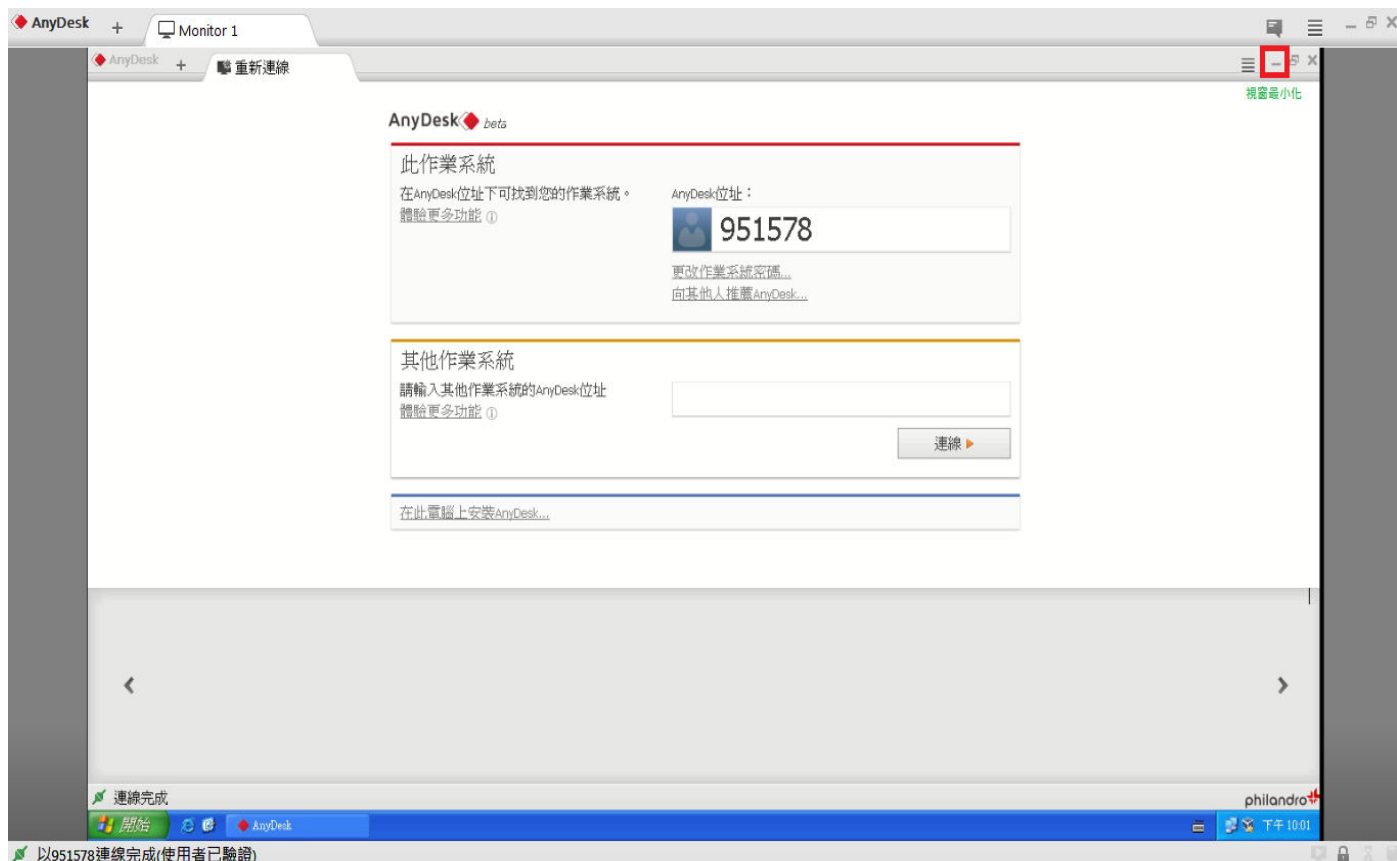 AnyDesk + Monitor 1
AnyDesk + 重新連線
視窗最小化
AnyDesk beta
此作業系統
在AnyDesk位址下可找到您的作業系統。
體驗更多功能
AnyDesk位址：
951578
更改作業系統密碼...
向其他人推薦AnyDesk...
其他作業系統
請輸入其他作業系統的AnyDesk位址
體驗更多功能
連線
在此電腦上安裝AnyDesk...
連線完成
philandro
開始 AnyDesk 下午 10:01
以951578連線完成(使用者已驗證)